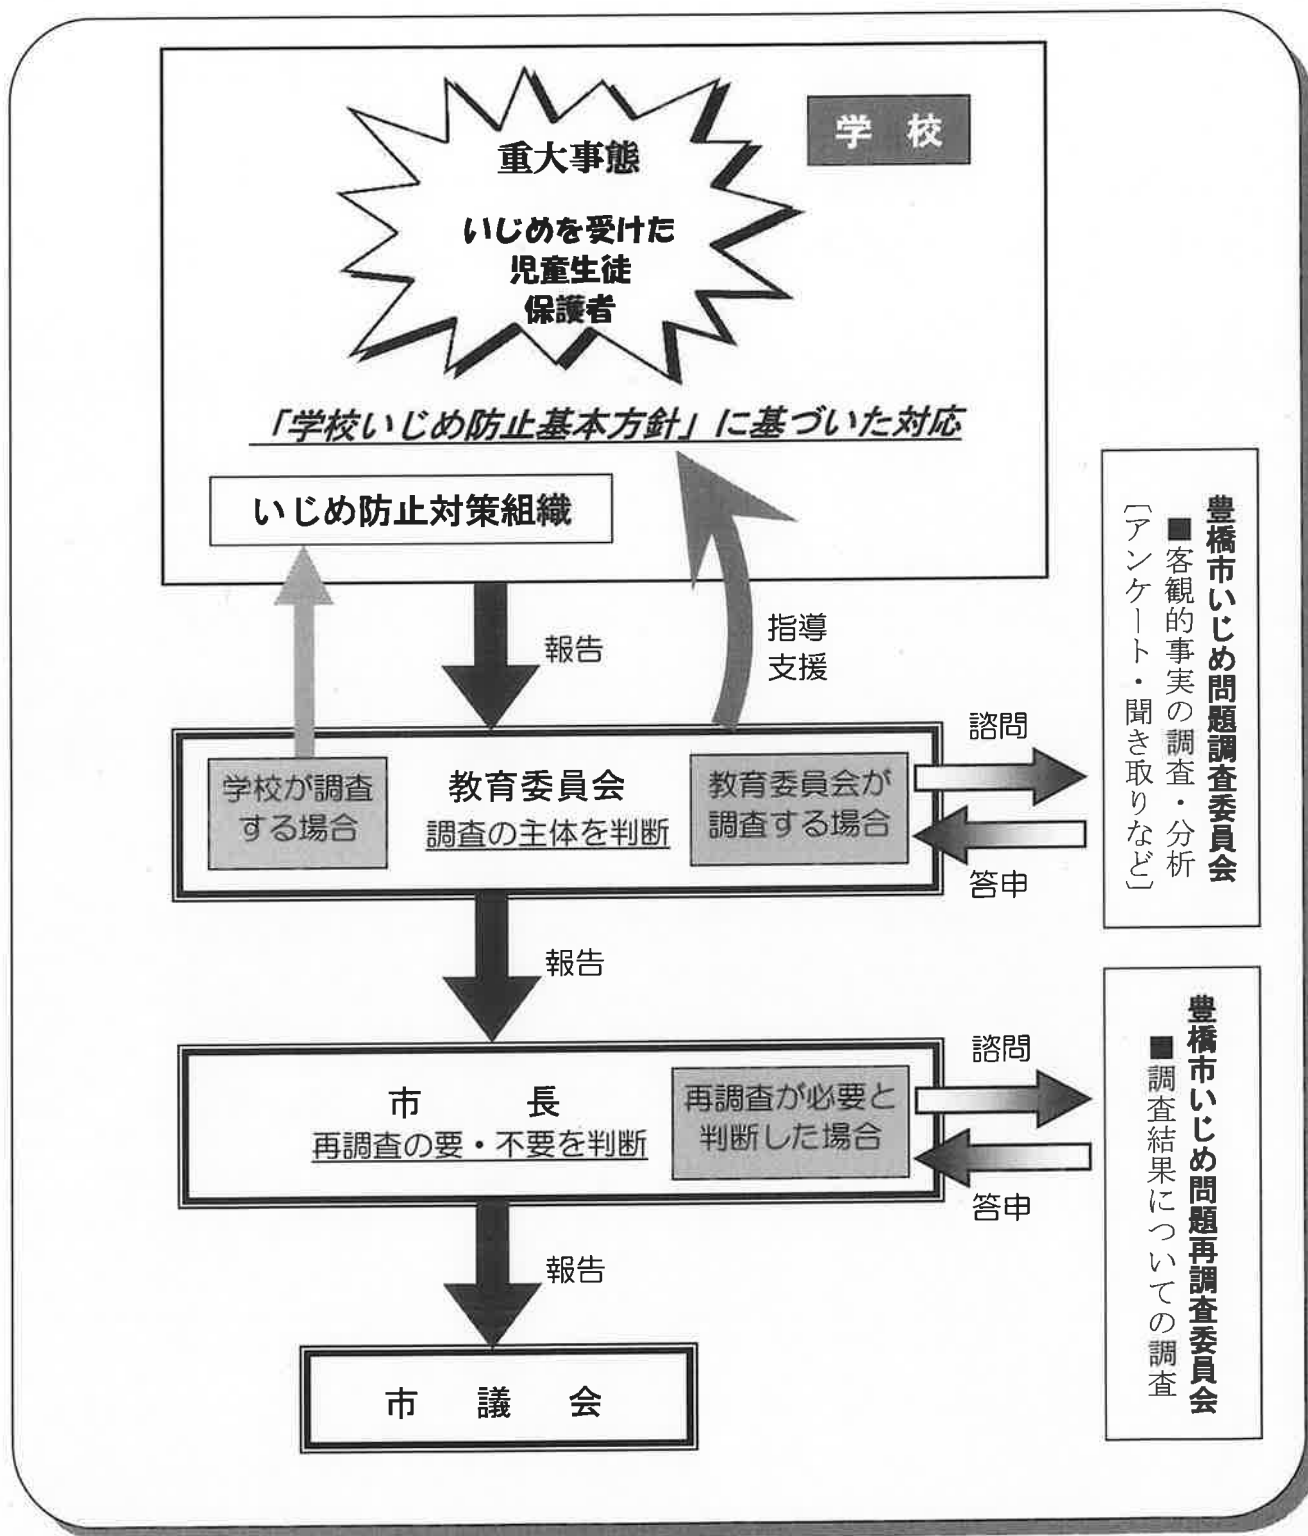 学 校
重大事態
いじめを受けた
児童生徒
保護者
「学校いじめ防止基本方針」に基づいた対応
いじめ防止対策組織
報告
指導
支援
学校が調査
する場合
教育委員会
調査の主体を判断
教育委員会が
調査する場合
諮問
答申
豊橋市いじめ問題調査委員会
■客観的事実の調査・分析
〔アンケート・聞き取りなど〕
報告
市 長
再調査の要・不要を判断
再調査が必要と
判断した場合
諮問
答申
豊橋市いじめ問題再調査委員会
■調査結果についての調査
報告
市 議 会